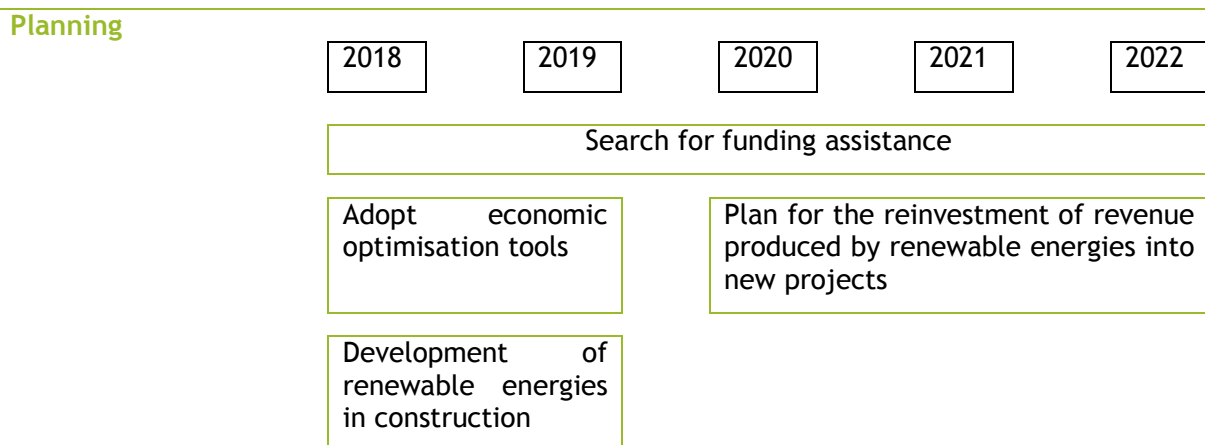 Planning
2018 2019 2020 2021 2022
Search for funding assistance
Adopt economic
optimisation tools
Plan for the reinvestment of revenue
produced by renewable energies into
new projects
Development of
renewable energies
in construction